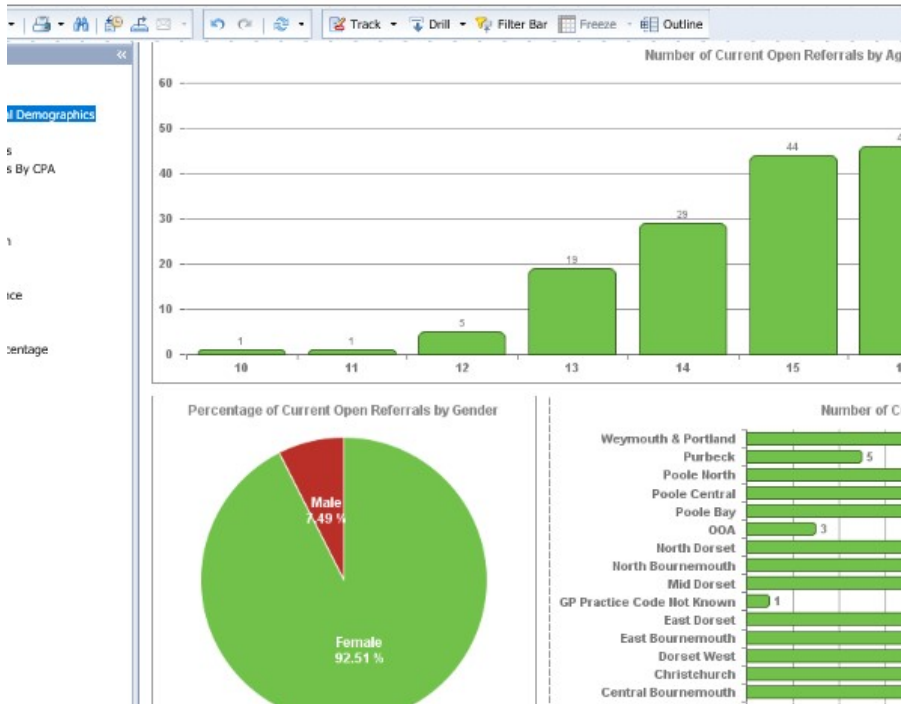 Track Drill Filter Bar Freeze Outline
al Demographics
s
s By CPA
n
nce
centage
Number of Current Open Referrals by Ag
60
50
40
30
20
10
0
1
1
5
19
29
44
4
10
11
12
13
14
15
1
Percentage of Current Open Referrals by Gender
Male
7.49 %
Female
92.51 %
Number of C
Weymouth & Portland
Purbeck 5
Poole North
Poole Central
Poole Bay
OOA 3
North Dorset
North Bournemouth
Mid Dorset
GP Practice Code Not Known 1
East Dorset
East Bournemouth
Dorset West
Christchurch
Central Bournemouth